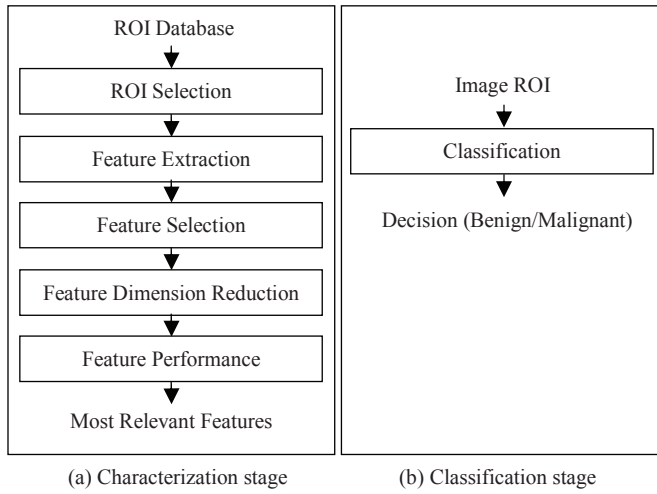 ROI Database
ROI Selection
Feature Extraction
Feature Selection
Feature Dimension Reduction
Feature Performance
Most Relevant Features
(a) Characterization stage
Image ROI
Classification
Decision (Benign/Malignant)
(b) Classification stage